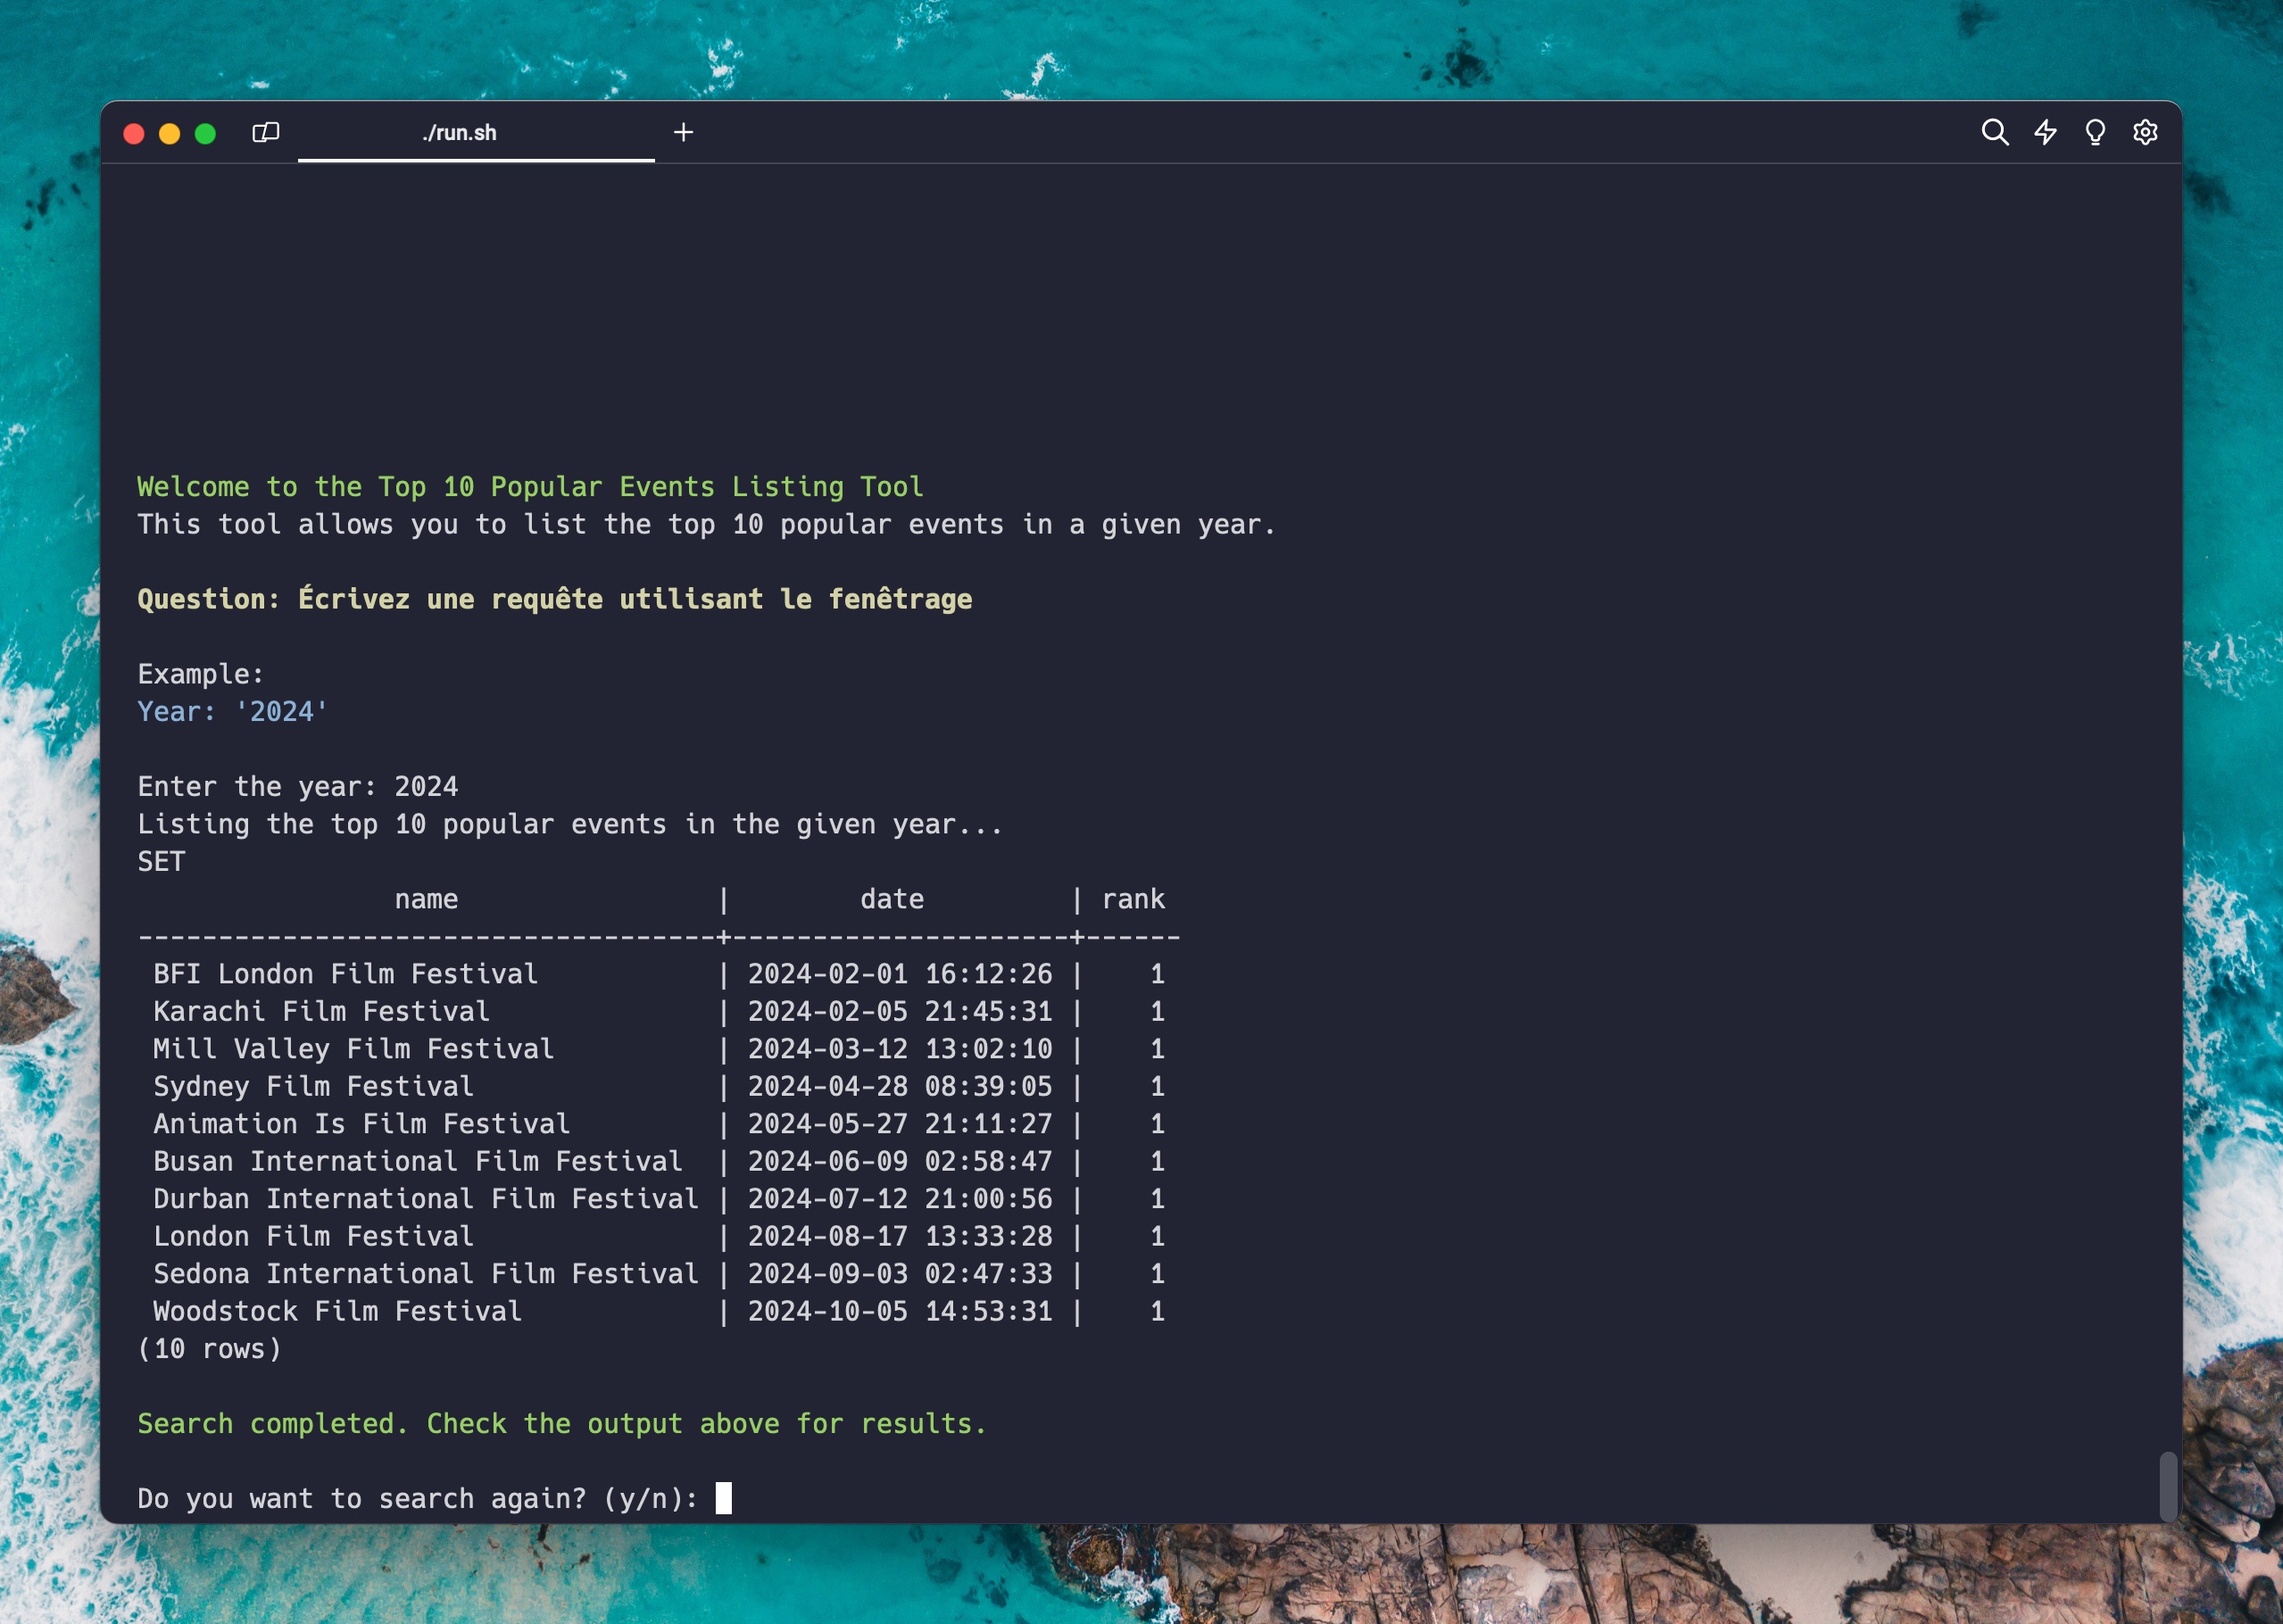 ./run.sh
Welcome to the Top 10 Popular Events Listing Tool
This tool allows you to list the top 10 popular events in a given year.
Question: Écrivez une requête utilisant le fenêtrage
Example:
Year: '2024'
Enter the year: 2024
Listing the top 10 popular events in the given year...
SET
name | date | rank
------------------------------------+---------------------+------
BFI London Film Festival | 2024-02-01 16:12:26 | 1
Karachi Film Festival | 2024-02-05 21:45:31 | 1
Mill Valley Film Festival | 2024-03-12 13:02:10 | 1
Sydney Film Festival | 2024-04-28 08:39:05 | 1
Animation Is Film Festival | 2024-05-27 21:11:27 | 1
Busan International Film Festival | 2024-06-09 02:58:47 | 1
Durban International Film Festival | 2024-07-12 21:00:56 | 1
London Film Festival | 2024-08-17 13:33:28 | 1
Sedona International Film Festival | 2024-09-03 02:47:33 | 1
Woodstock Film Festival | 2024-10-05 14:53:31 | 1
(10 rows)
Search completed. Check the output above for results.
Do you want to search again? (y/n):